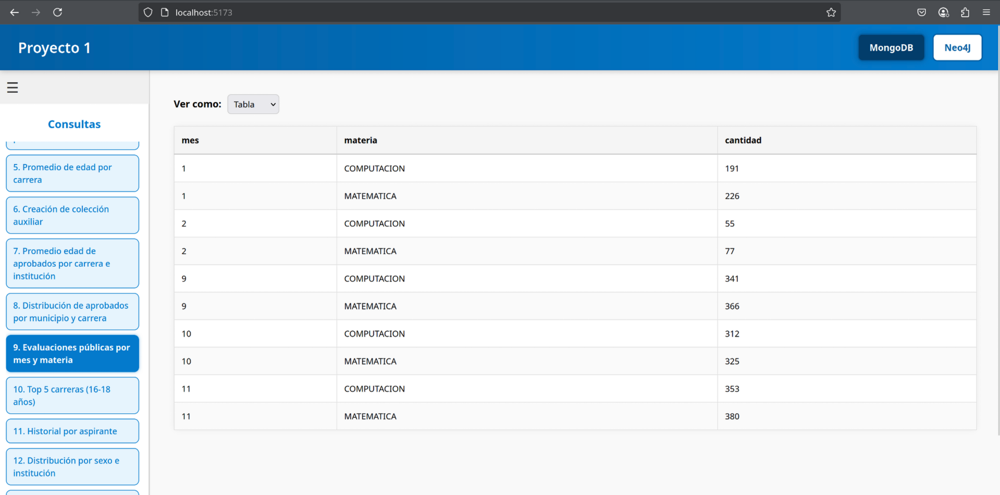 localhost:5173
Proyecto 1
MongoDB
Neo4J
Consultas
5. Promedio de edad por
carrera
6. Creación de colección
auxiliar
7. Promedio edad de
aprobados por carrera e
institución
8. Distribución de aprobados
por municipio y carrera
9. Evaluaciones públicas por
mes y materia
10. Top 5 carreras (16-18
años)
11. Historial por aspirante
12. Distribución por sexo e
institución
Ver como: Tabla
mes materia cantidad
1 COMPUTACION 191
1 MATEMATICA 226
2 COMPUTACION 55
2 MATEMATICA 77
9 COMPUTACION 341
9 MATEMATICA 366
10 COMPUTACION 312
10 MATEMATICA 325
11 COMPUTACION 353
11 MATEMATICA 380